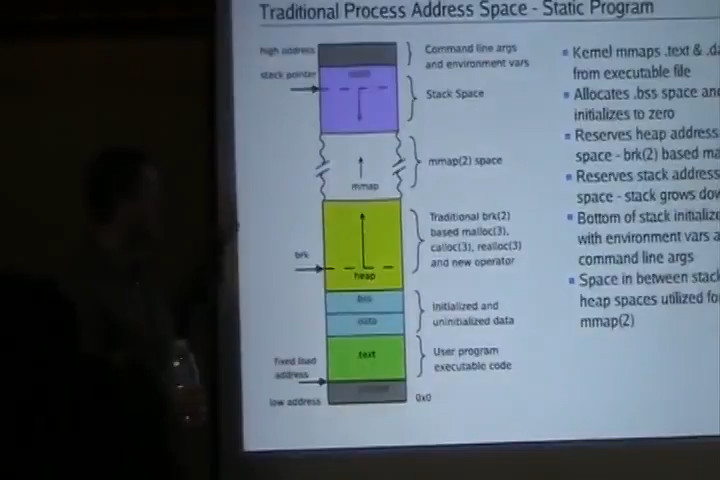 Traditional Process Address Space - Static Program
high address
Command line args
and environment vars
stack pointer
Stack Space
mmap(2) space
mmap
Traditional brk(2)
based malloc(3),
calloc(3), realloc(3)
and new operator
brk
heap
bss
data
Initialized and
uninitialized data
.text
User program
executable code
fixed load
address
low address
0x0
Kernel mmaps .text &
from executable file
Allocates .bss space
initializes to zero
Reserves heap address
space - brk(2) based
Reserves stack address
space - stack grows
Bottom of stack
with environment vars
command line args
Space in between
heap spaces utilized
mmap(2)